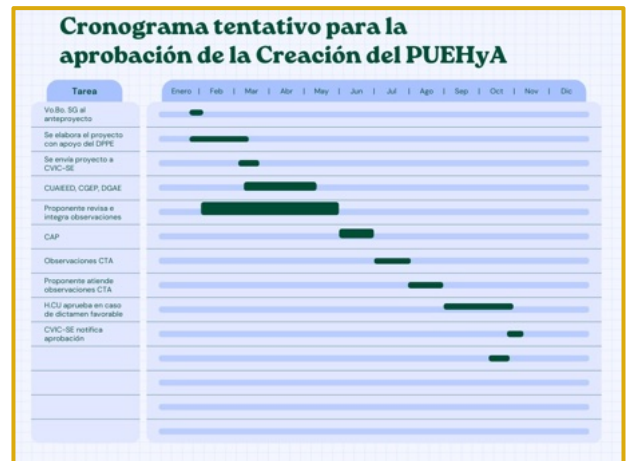 Cronograma tentativo para la
aprobación de la Creación del PUEHyA
Tarea
Enero | Feb | Mar | Abr | May | Jun | Jul | Ago | Sep | Oct | Nov | Dic
Vo.Bo. SG al
anteproyecto
Se elabora el proyecto
con apoyo del DPPE
Se envía proyecto a
CVIC-SE
CUAIEED, CGEP, DGAE
Proponente revisa e
integra observaciones
CAP
Observaciones CTA
Proponente atiende
observaciones CTA
H.CU aprueba en caso
de dictamen favorable
CVIC-SE notifica
aprobación